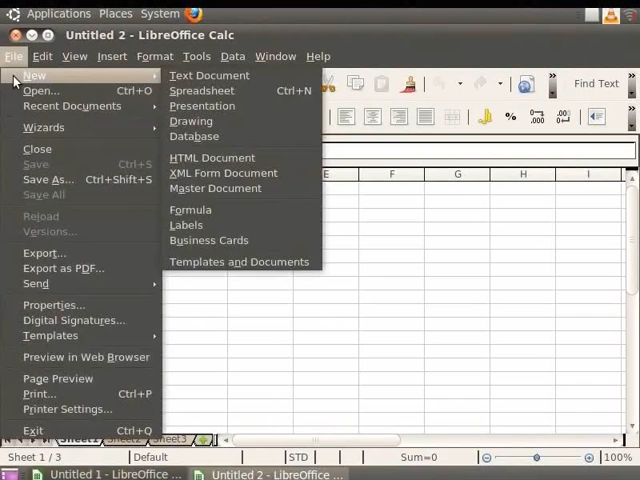 Applications Places System
Untitled 2 - LibreOffice Calc
File Edit View Insert Format Tools Data Window Help
New
Open... Ctrl+O
Recent Documents
Wizards
Close
Save Ctrl+S
Save As... Ctrl+Shift+S
Save All
Reload
Versions...
Export...
Export as PDF...
Send
Properties...
Digital Signatures...
Templates
Preview in Web Browser
Page Preview
Print... Ctrl+P
Printer Settings...
Exit Ctrl+Q
Text Document
Spreadsheet Ctrl+N
Presentation
Drawing
Database
HTML Document
XML Form Document
Master Document
Formula
Labels
Business Cards
Templates and Documents
Find Text
%
E F G H I
Sheet1 Sheet2 Sheet3
Sheet 1 / 3 Default STD Sum=0 100%
Untitled 1 - LibreOffice ... Untitled 2 - LibreOffice ...